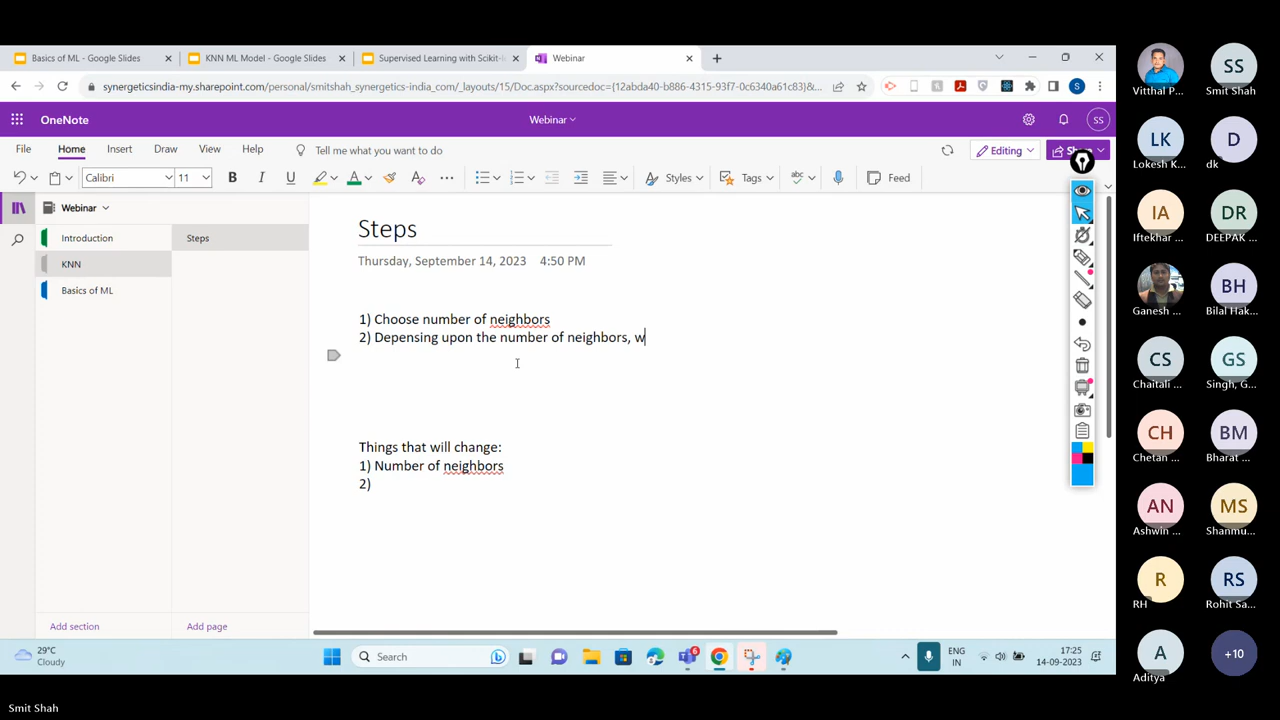 Basics of ML - Google Slides
KNN ML Model - Google Slides
Supervised Learning with Scikit-
Webinar
synergeticsindia-my.sharepoint.com/personal/smitshah_synergetics-india_com/_layouts/15/Doc.aspx?sourcedoc={12abda40-b886-4315-93f7-0c6340a61c83}&...
S
OneNote
Webinar
SS
File Home Insert Draw View Help Tell me what you want to do
Editing
Calibri 11 B I U A Styles Tags abc Feed
Webinar
Introduction
KNN
Basics of ML
Steps
Add section
Add page
Steps
Thursday, September 14, 2023 4:50 PM
1) Choose number of neighbors
2) Depensing upon the number of neighbors, w
Things that will change:
1) Number of neighbors
2)
29°C
Cloudy
Search
6
ENG
IN
17:25
14-09-2023
Vitthal P...
SS
Smit Shah
LK
Lokesh K...
D
dk
IA
Iftekhar ...
DR
DEEPAK ...
Ganesh ...
BH
Bilal Hak...
CS
Chaitali ...
GS
Singh, G...
CH
Chetan ...
BM
Bharat ...
AN
Ashwin ...
MS
Shanmu...
R
RH
RS
Rohit Sa...
A
Aditya
+10
Smit Shah